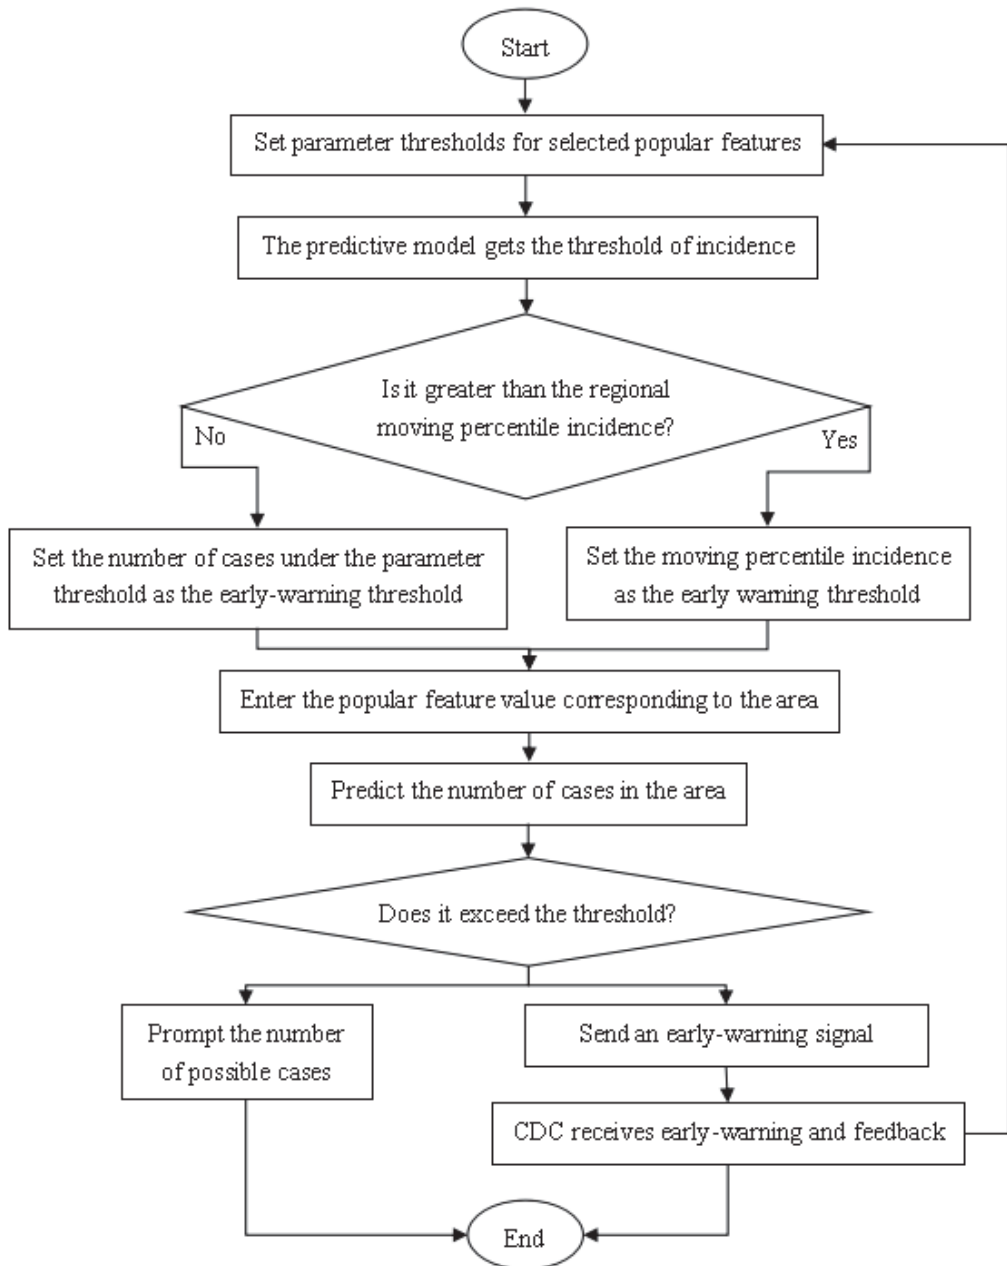 Start
Set parameter thresholds for selected popular features
The predictive model gets the threshold of incidence
Is it greater than the regional
moving percentile incidence?
No
Yes
Set the number of cases under the parameter
threshold as the early-warning threshold
Set the moving percentile incidence
as the early warning threshold
Enter the popular feature value corresponding to the area
Predict the number of cases in the area
Does it exceed the threshold?
Prompt the number
of possible cases
Send an early-warning signal
CDC receives early-warning and feedback
End